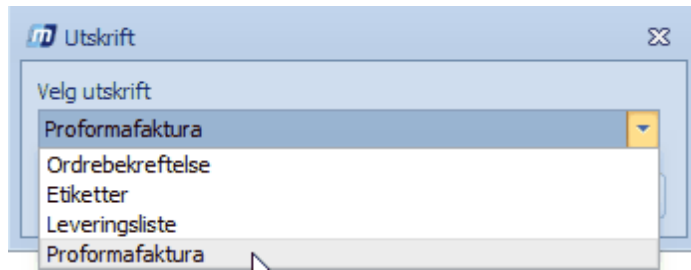 Utskrift
Velg utskrift
Proformafaktura
Ordrebekreftelse
Etiketter
Leveringsliste
Proformafaktura